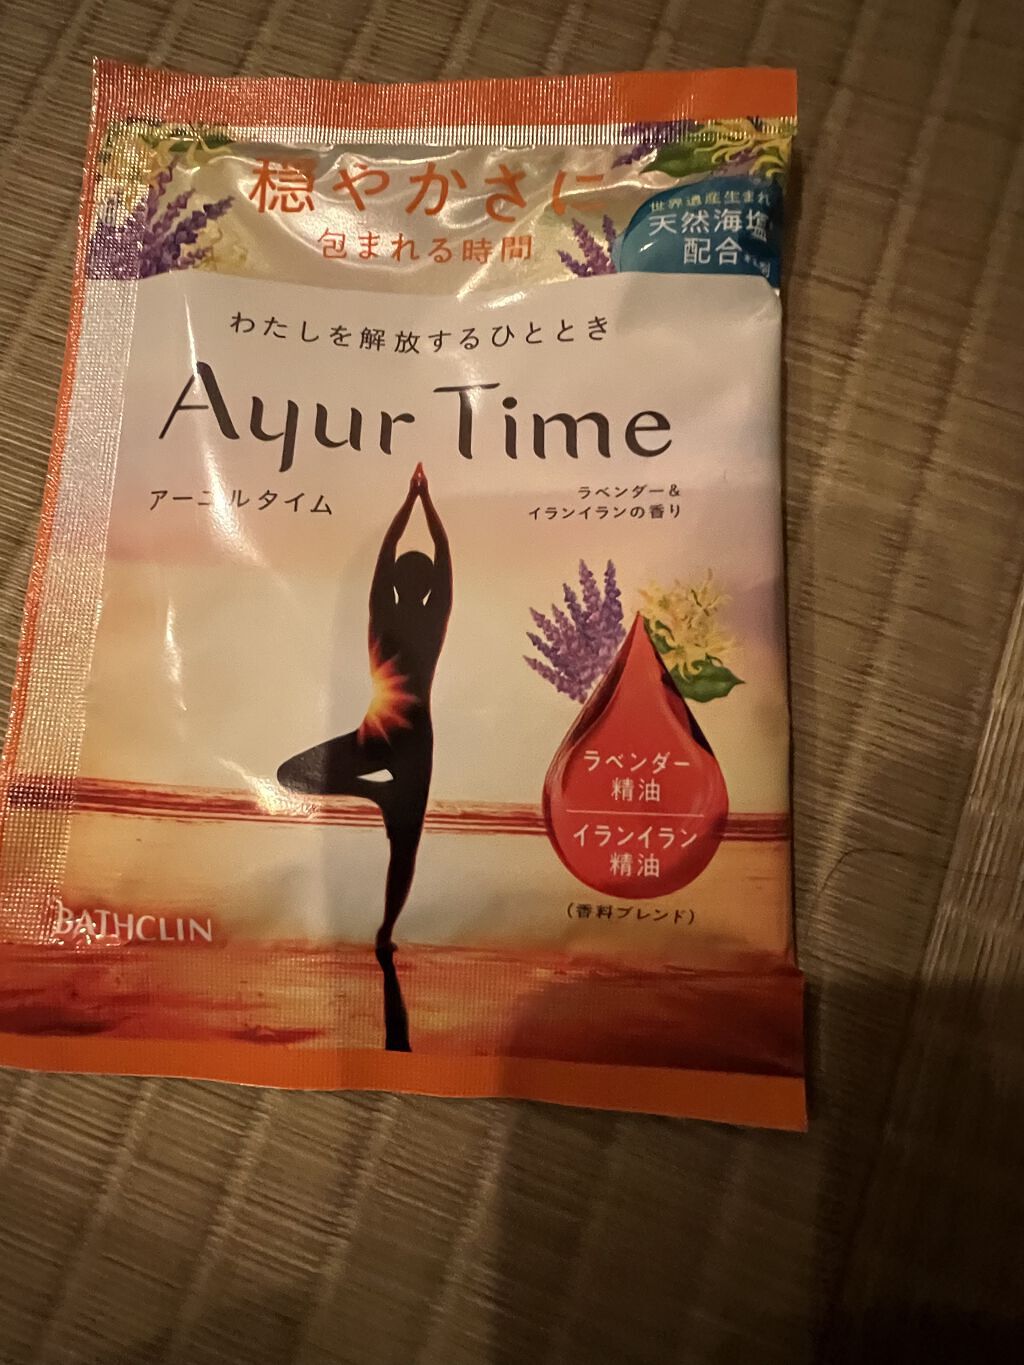 穏やかさに
包まれる時間
世界遺産生まれ
天然海塩
配合
わたしを解放するひととき
Ayur Time
アーユルタイム
ラベンダー＆
イランイランの香り
ラベンダー
精油
イランイラン
精油
（香料ブレンド）
BATHCLIN